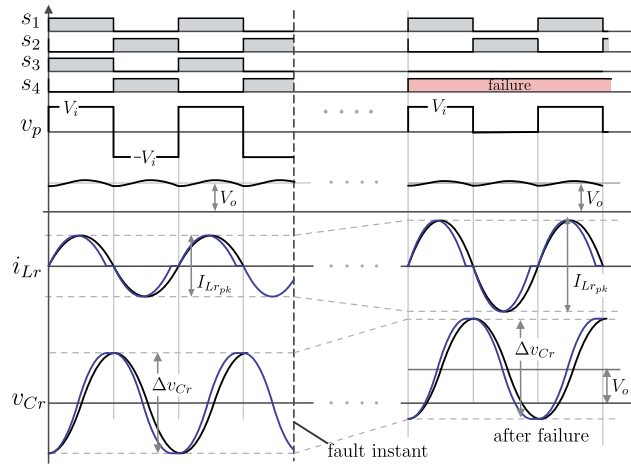 s1
s2
s3
s4
failure
vp
Vi
-Vi
Vi
Vo
Vo
iLr
ILrpk
ILrpk
vCr
ΔvCr
ΔvCr
Vo
fault instant
after failure